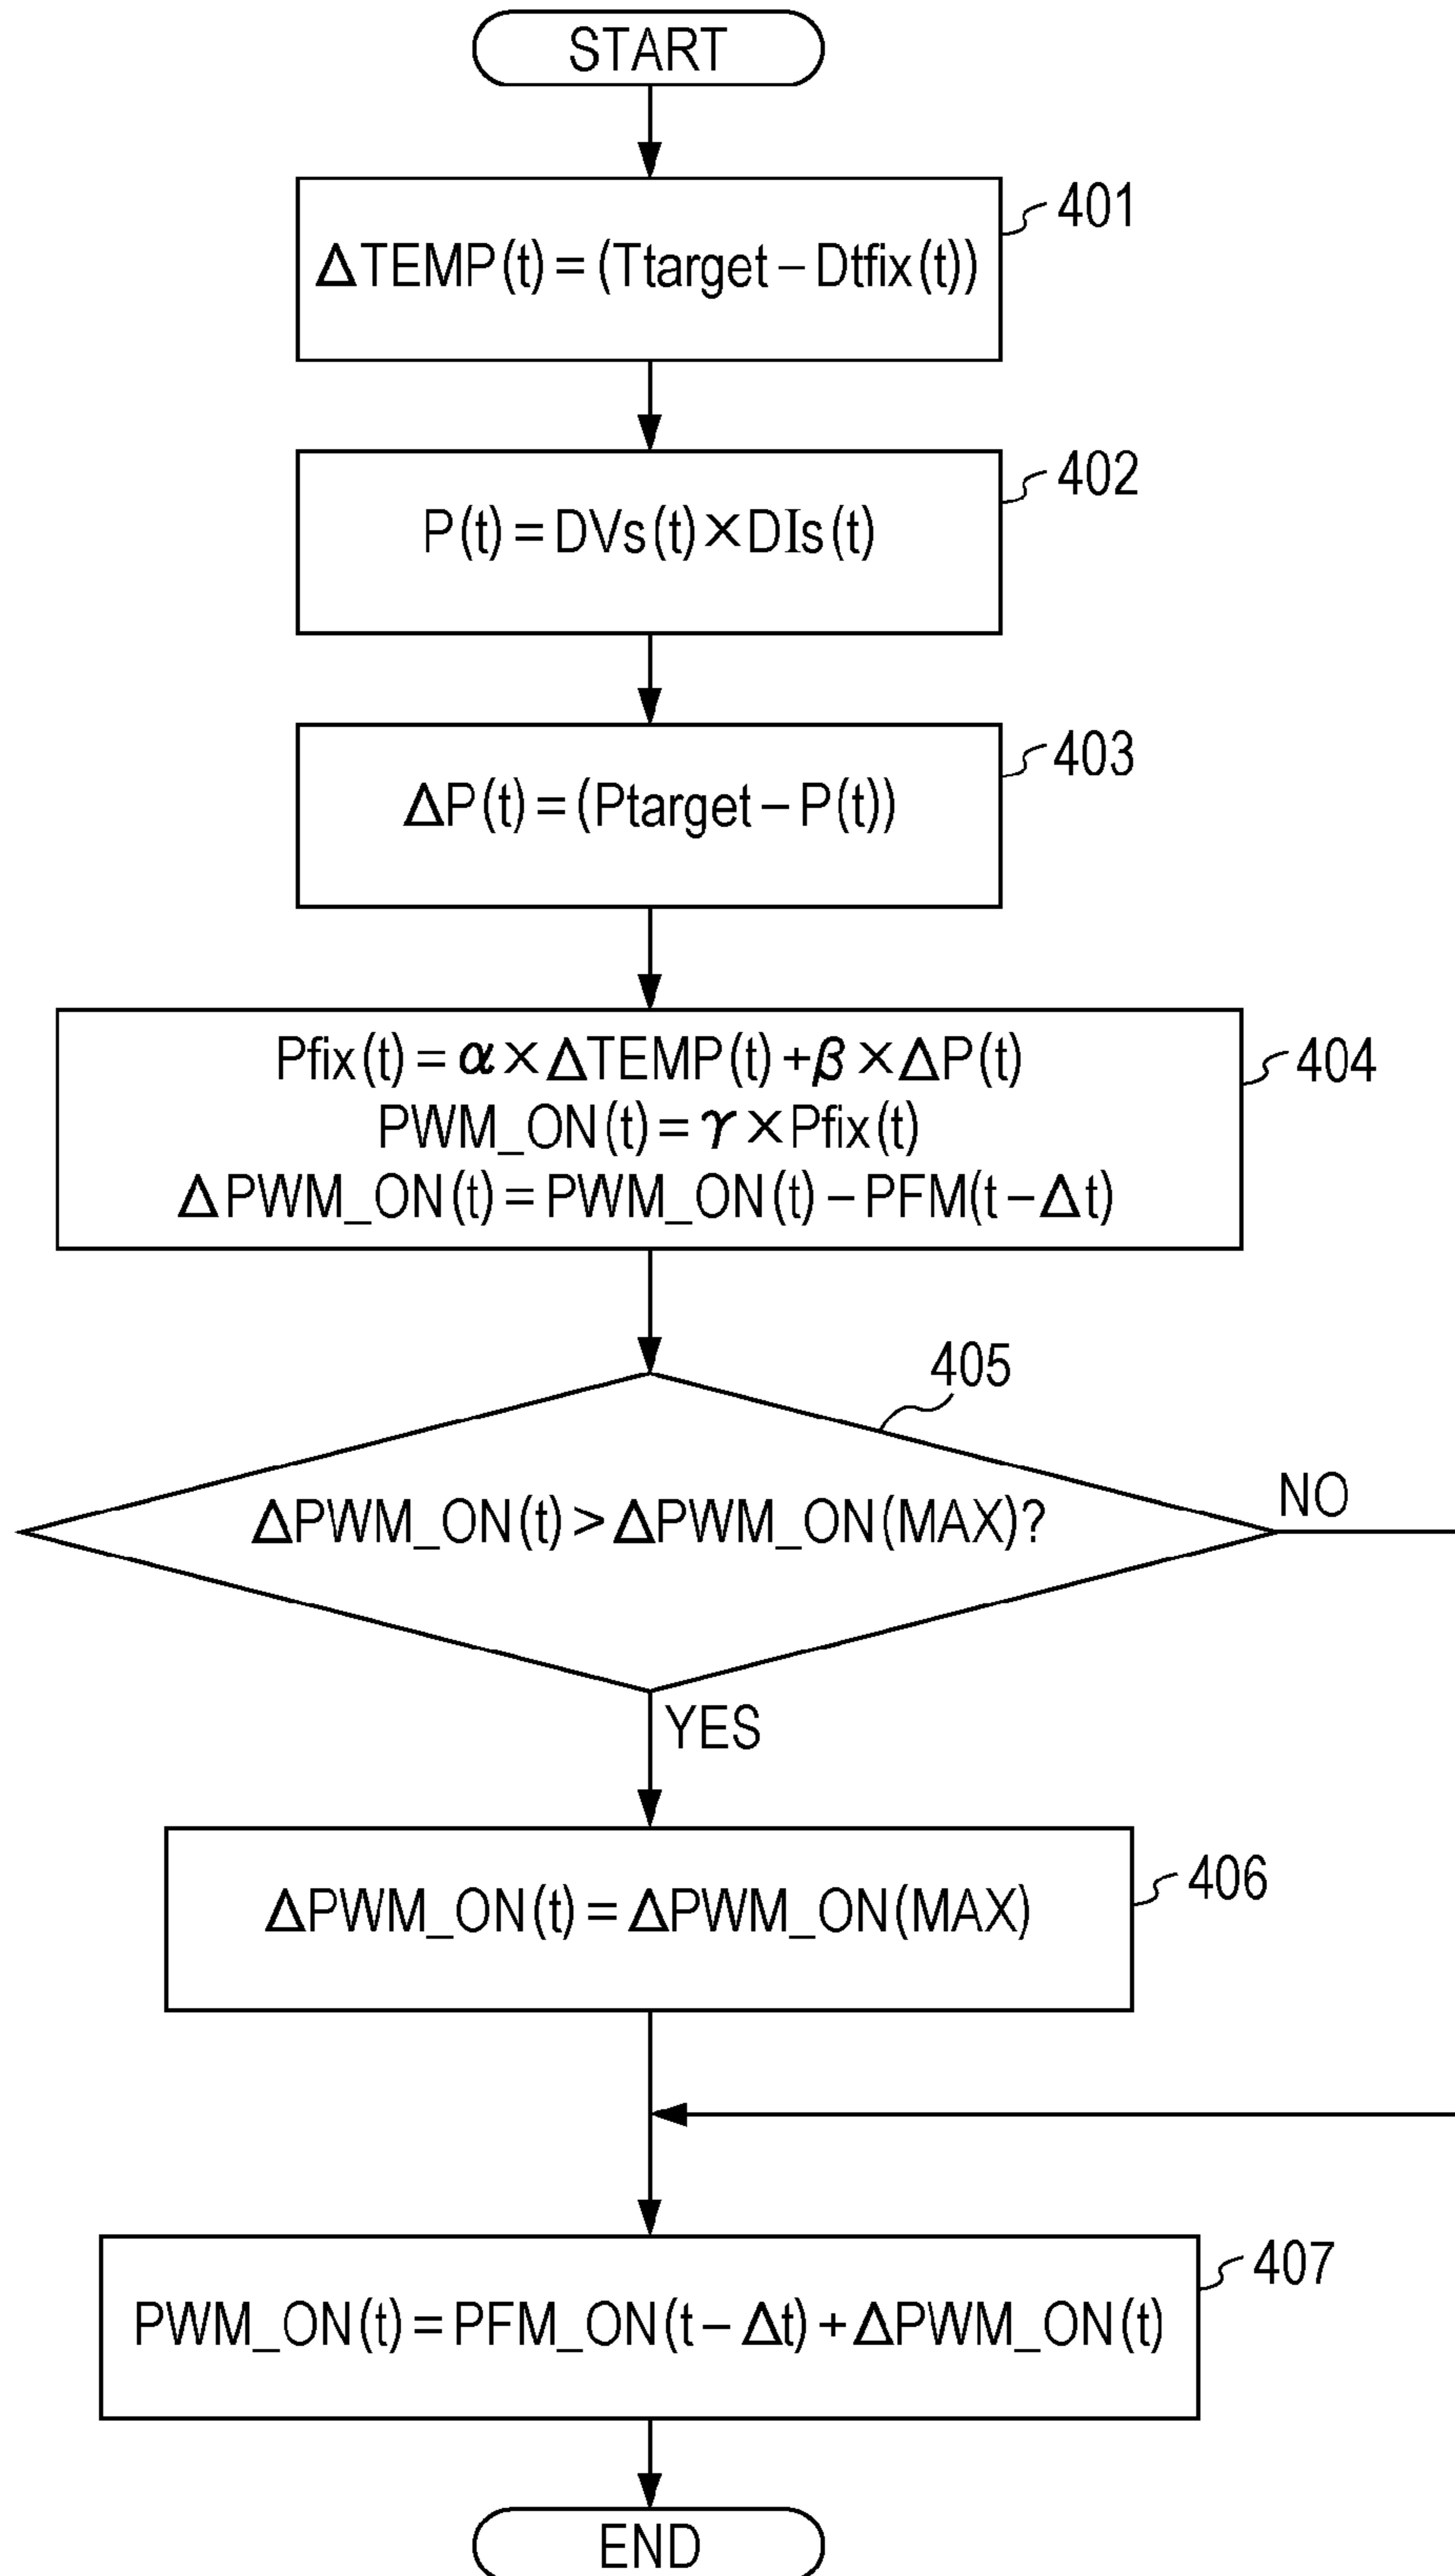 START
401
ΔTEMP(t)=(Ttarget−Dtfix(t))
402
P(t)=DVs(t)×DIs(t)
403
ΔP(t)=(Ptarget−P(t))
Pfix(t)=α×ΔTEMP(t)+β×ΔP(t)
404
PWM_ON(t)=γ×Pfix(t)
ΔPWM_ON(t)=PWM_ON(t)−PFM(t−Δt)
405
ΔPWM_ON(t)>ΔPWM_ON(MAX)?
NO
YES
406
ΔPWM_ON(t)=ΔPWM_ON(MAX)
407
PWM_ON(t)=PFM_ON(t−Δt)+ΔPWM_ON(t)
END